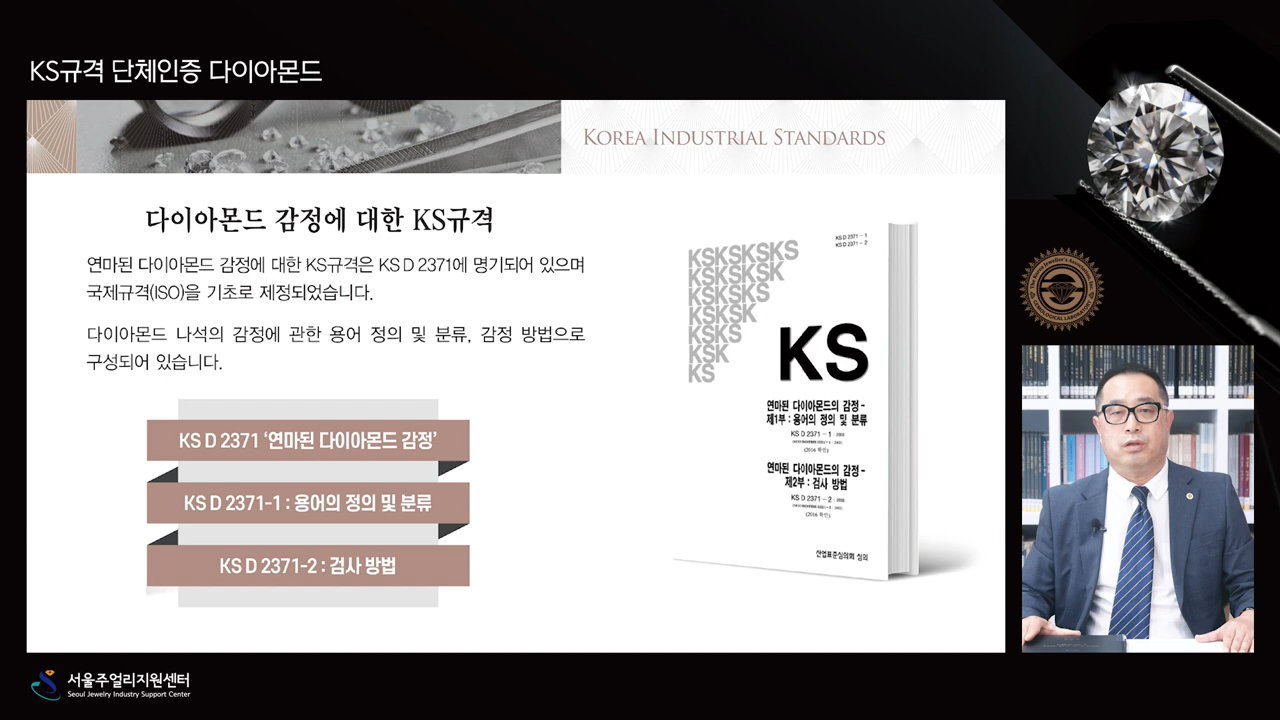 KS규격 단체인증 다이아몬드
KOREA INDUSTRIAL STANDARDS
다이아몬드 감정에 대한 KS규격
연마된 다이아몬드 감정에 대한 KS규격은 KS D 2371에 명기되어 있으며
국제규격(ISO)을 기초로 제정되었습니다.
다이아몬드 나석의 감정에 관한 용어 정의 및 분류, 감정 방법으로
구성되어 있습니다.
KS D 2371 ‘연마된 다이아몬드 감정’
KS D 2371-1 : 용어의 정의 및 분류
KS D 2371-2 : 검사 방법
KS D 2371 - 1
KS D 2371 - 2
KSKSKSKS
KSKSKSK
KSKSKS
KSKSK
KSKS
KSK
KS
KS
연마된 다이아몬드의 감정 -
제1부 : 용어의 정의 및 분류
KS D 2371 - 1
(2016 확인)
연마된 다이아몬드의 감정 -
제2부 : 검사 방법
KS D 2371 - 2
(2016 확인)
산업표준심의회 심의
GEMOLOGICAL LABORATORY
서울주얼리지원센터
Seoul Jewelry Industry Support Center